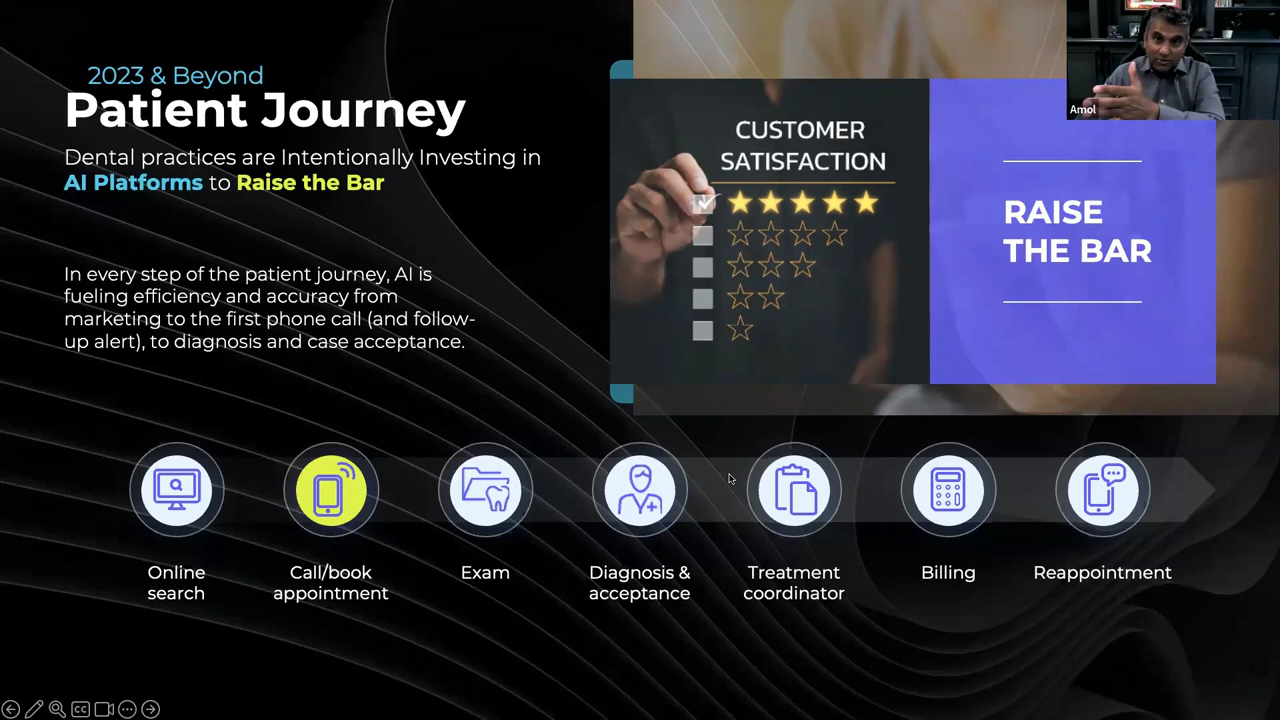 2023 & Beyond
Patient Journey
Dental practices are Intentionally Investing in
AI Platforms to Raise the Bar
In every step of the patient journey, AI is
fueling efficiency and accuracy from
marketing to the first phone call (and follow-
up alert), to diagnosis and case acceptance.
CUSTOMER
SATISFACTION
RAISE
THE BAR
Amol
Online
search
Call/book
appointment
Exam
Diagnosis &
acceptance
Treatment
coordinator
Billing
Reappointment
CC